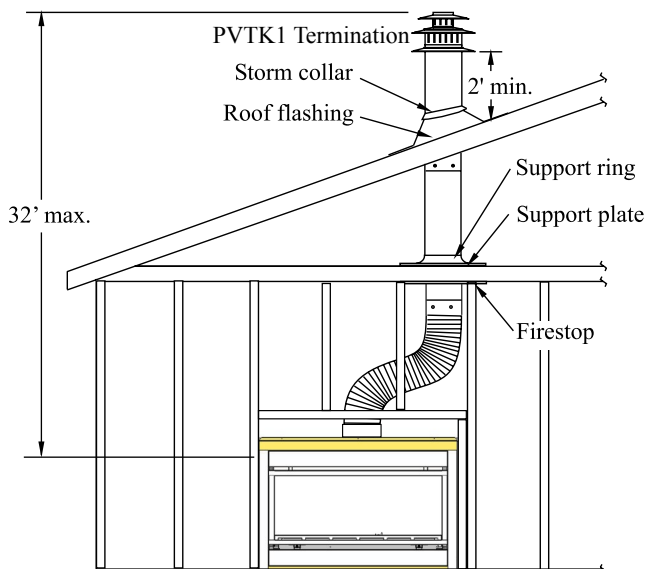 PVTK1 Termination
Storm collar
2' min.
Roof flashing
Support ring
32’ max.
Support plate
Firestop